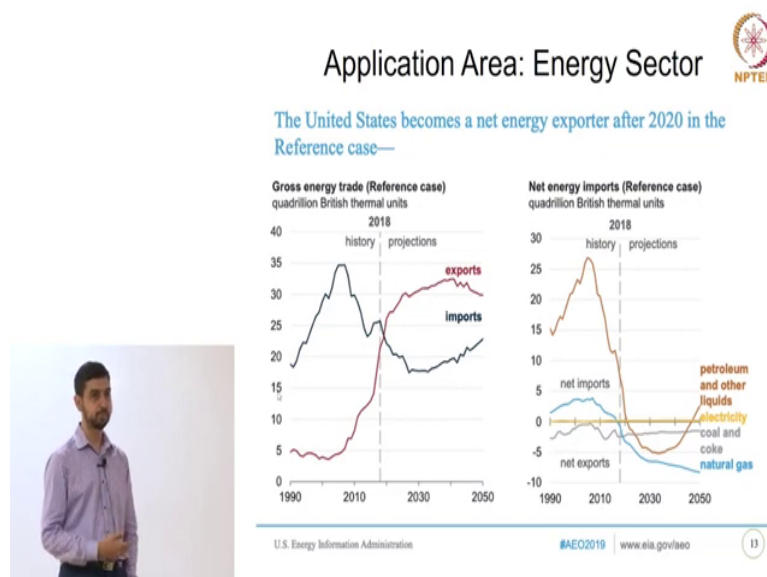 Application Area: Energy Sector
NPTEL
The United States becomes a net energy exporter after 2020 in the
Reference case—
Gross energy trade (Reference case)
quadrillion British thermal units
2018
history projections
40
35
30
25
20
15
10
5
0
exports
imports
1990 2010 2030 2050
Net energy imports (Reference case)
quadrillion British thermal units
2018
history projections
30
25
20
15
10
5
0
-5
-10
net imports
net exports
petroleum
and other
liquids
electricity
coal and
coke
natural gas
1990 2010 2030 2050
U.S. Energy Information Administration
#AEO2019 www.eia.gov/aeo
13